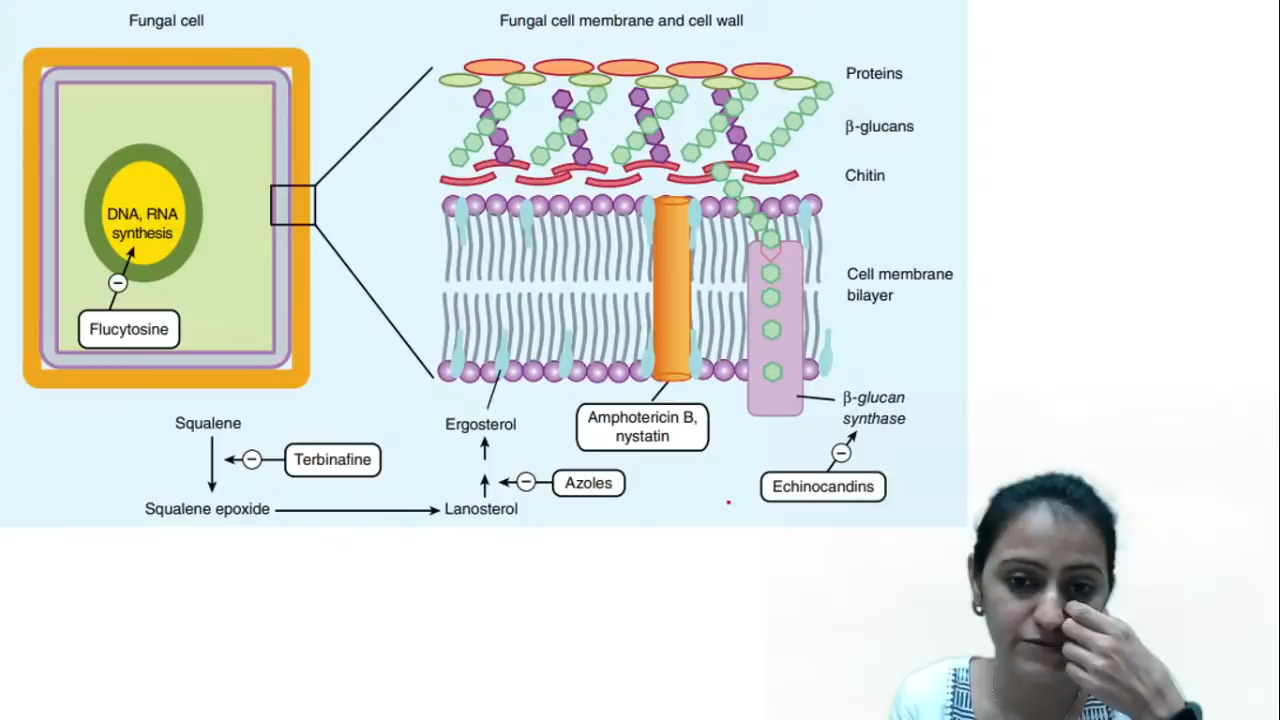 Fungal cell
Fungal cell membrane and cell wall
Proteins
β-glucans
Chitin
DNA, RNA
synthesis
Cell membrane
bilayer
Flucytosine
β-glucan
synthase
Squalene
Ergosterol
Amphotericin B,
nystatin
Terbinafine
Azoles
Echinocandins
Squalene epoxide
Lanosterol